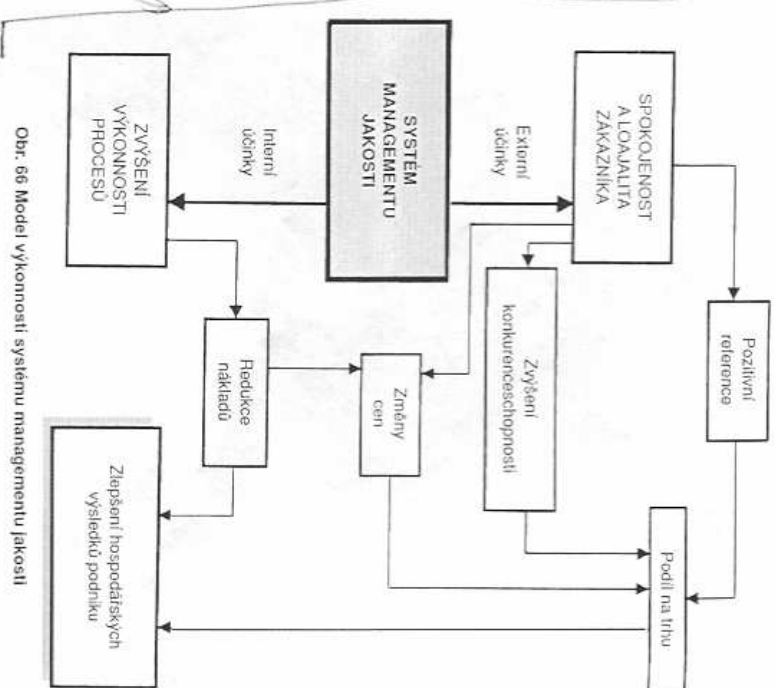 SPOKOJENOST
A LOAJALITA
ZÁKAZNÍKA
Pozitivní
reference
Podíl na trhu
Externí
účinky
Zvýšení
konkurenceschopnosti
SYSTÉM
MANAGEMENTU
JAKOSTI
Změny
cen
Interní
účinky
Redukce
nákladů
ZVÝŠENÍ
VÝKONNOSTI
PROCESŮ
Zlepšení hospodářských
výsledků podniku
Obr. 66 Model výkonnosti systému managementu jakosti